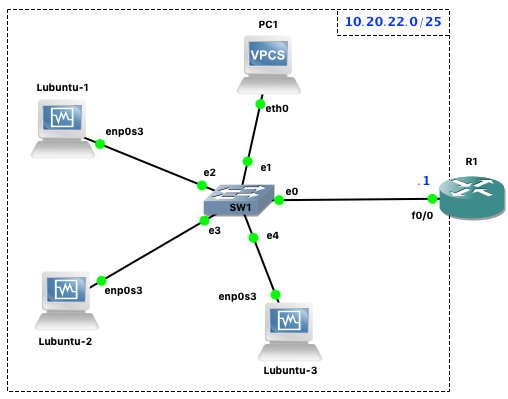 PC1
10.20.22.0/25
VPCS
Lubuntu-1
eth0
enp0s3
e1
e2
R1
.1
e0
SW1
f0/0
e3
e4
enp0s3
enp0s3
Lubuntu-2
Lubuntu-3